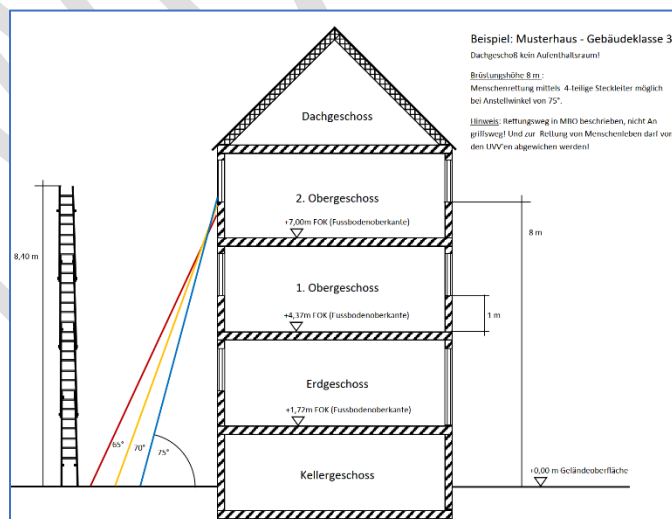 Beispiel: Musterhaus - Gebäudeklasse 3
Dachgeschoß kein Aufenthaltsraum!
Brüstungshöhe 8 m :
Menschenrettung mittels 4-teilige Steckleiter möglich
bei Anstellwinkel von 75°.
Hinweis: Rettungsweg in MBO beschrieben, nicht An
griffsweg! Und zur Rettung von Menschenleben darf von
den UVV'en abgewichen werden!
Dachgeschoss
2. Obergeschoss
+7,00m FOK (Fussbodenoberkante)
8,40 m
8 m
1. Obergeschoss
+4,37m FOK (Fussbodenoberkante)
1 m
Erdgeschoss
+1,72m FOK (Fussbodenoberkante)
65°
70°
75°
Kellergeschoss
+0,00 m Geländeoberfläche